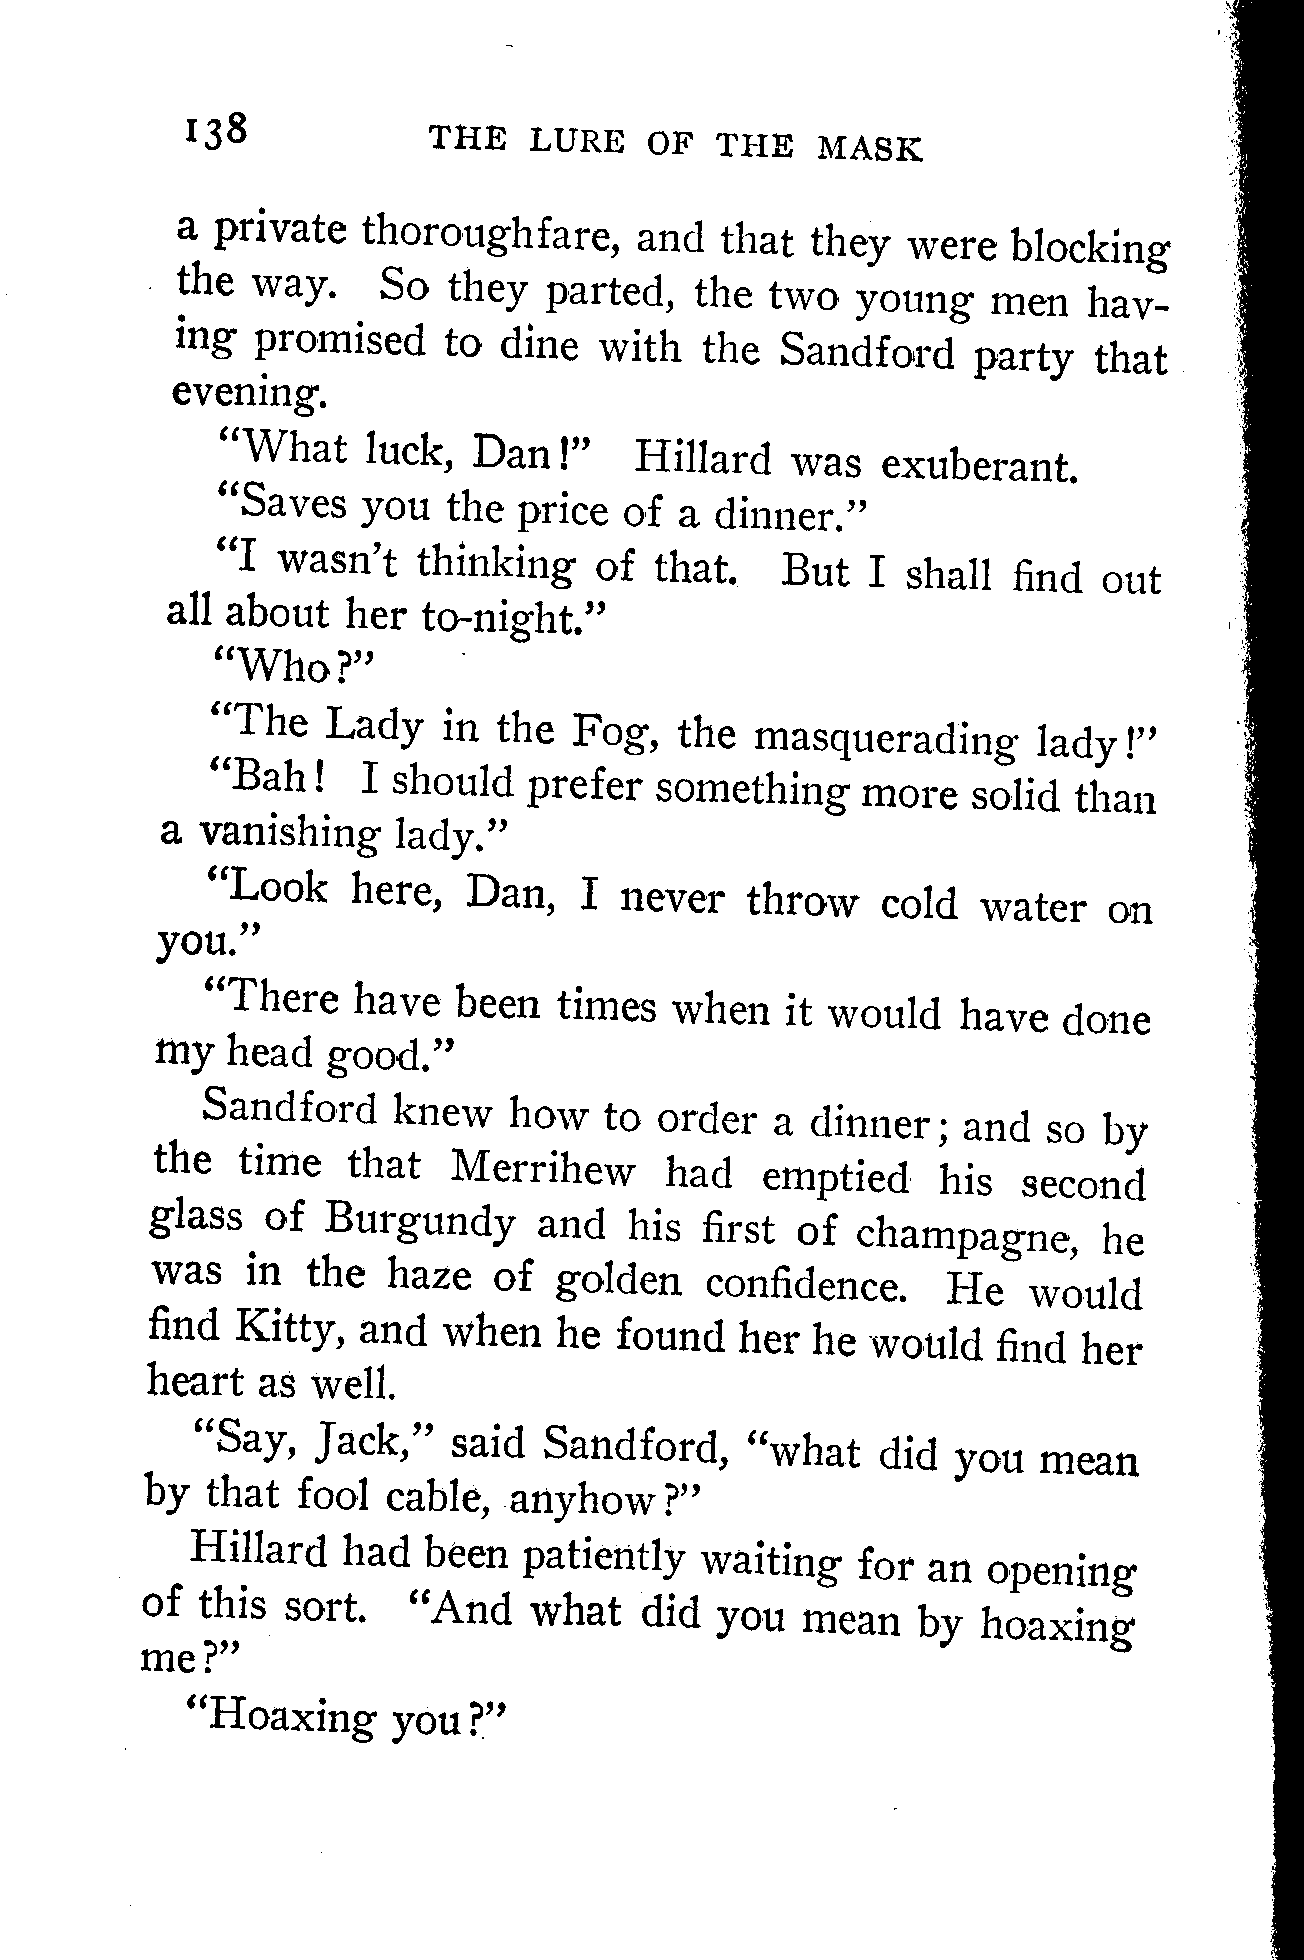 138 THE LURE OF THE MASK
a private thoroughfare, and that they were blocking
the way. So they parted, the two young men hav-
ing promised to dine with the Sandford party that
evening.
“What luck, Dan!” Hillard was exuberant.
“Saves you the price of a dinner.”
“I wasn’t thinking of that. But I shall find out
all about her to-night.”
“Who?”
“The Lady in the Fog, the masquerading lady!”
“Bah! I should prefer something more solid than
a vanishing lady.”
“Look here, Dan, I never throw cold water on
you.”
“There have been times when it would have done
my head good.”
Sandford knew how to order a dinner; and so by
the time that Merrihew had emptied his second
glass of Burgundy and his first of champagne, he
was in the haze of golden confidence. He would
find Kitty, and when he found her he would find her
heart as well.
“Say, Jack,” said Sandford, “what did you mean
by that fool cable, anyhow?”
Hillard had been patiently waiting for an opening
of this sort. “And what did you mean by hoaxing
me?”
“Hoaxing you?”